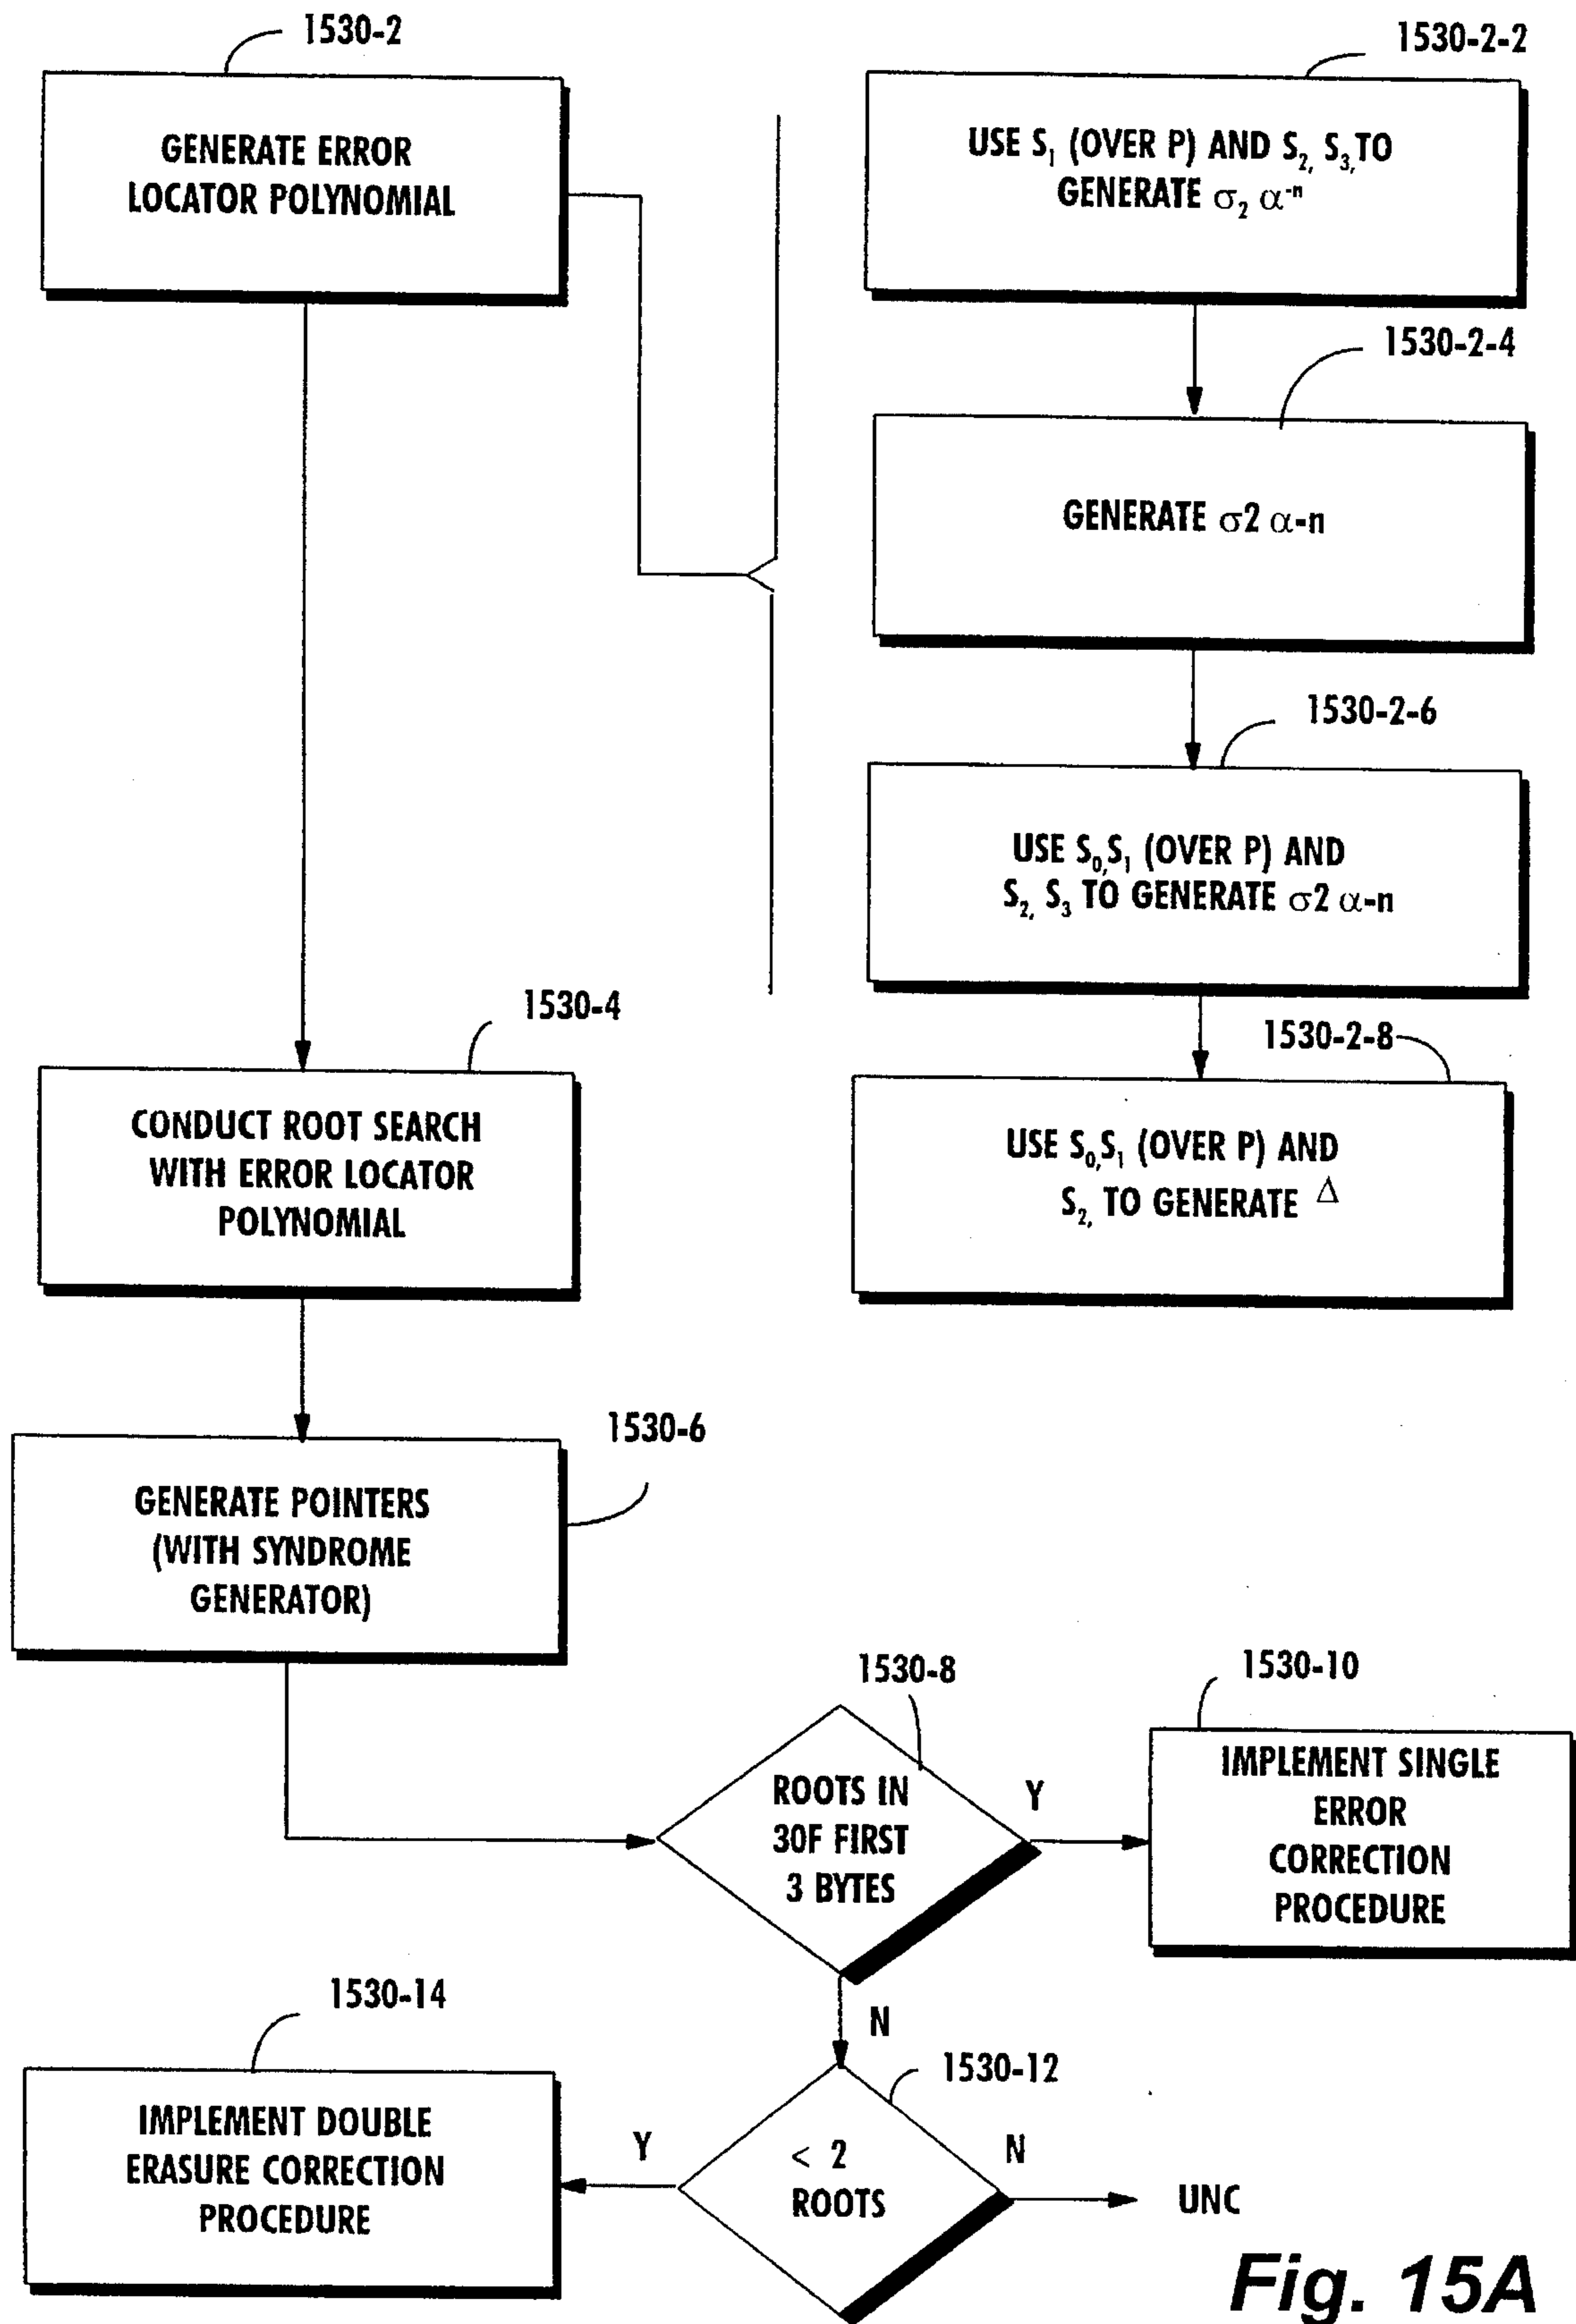 1530-2
GENERATE ERROR
LOCATOR POLYNOMIAL
1530-2-2
USE S₁ (OVER P) AND S₂, S₃, TO
GENERATE σ₂ α⁻ⁿ
1530-2-4
GENERATE σ2 α-n
1530-2-6
USE S₀,S₁ (OVER P) AND
S₂, S₃ TO GENERATE σ2 α-n
1530-2-8
USE S₀,S₁ (OVER P) AND
S₂, TO GENERATE Δ
1530-4
CONDUCT ROOT SEARCH
WITH ERROR LOCATOR
POLYNOMIAL
1530-6
GENERATE POINTERS
(WITH SYNDROME
GENERATOR)
1530-8
ROOTS IN
30F FIRST
3 BYTES
Y
N
1530-10
IMPLEMENT SINGLE
ERROR
CORRECTION
PROCEDURE
1530-12
< 2
ROOTS
Y
N
UNC
1530-14
IMPLEMENT DOUBLE
ERASURE CORRECTION
PROCEDURE
Fig. 15A